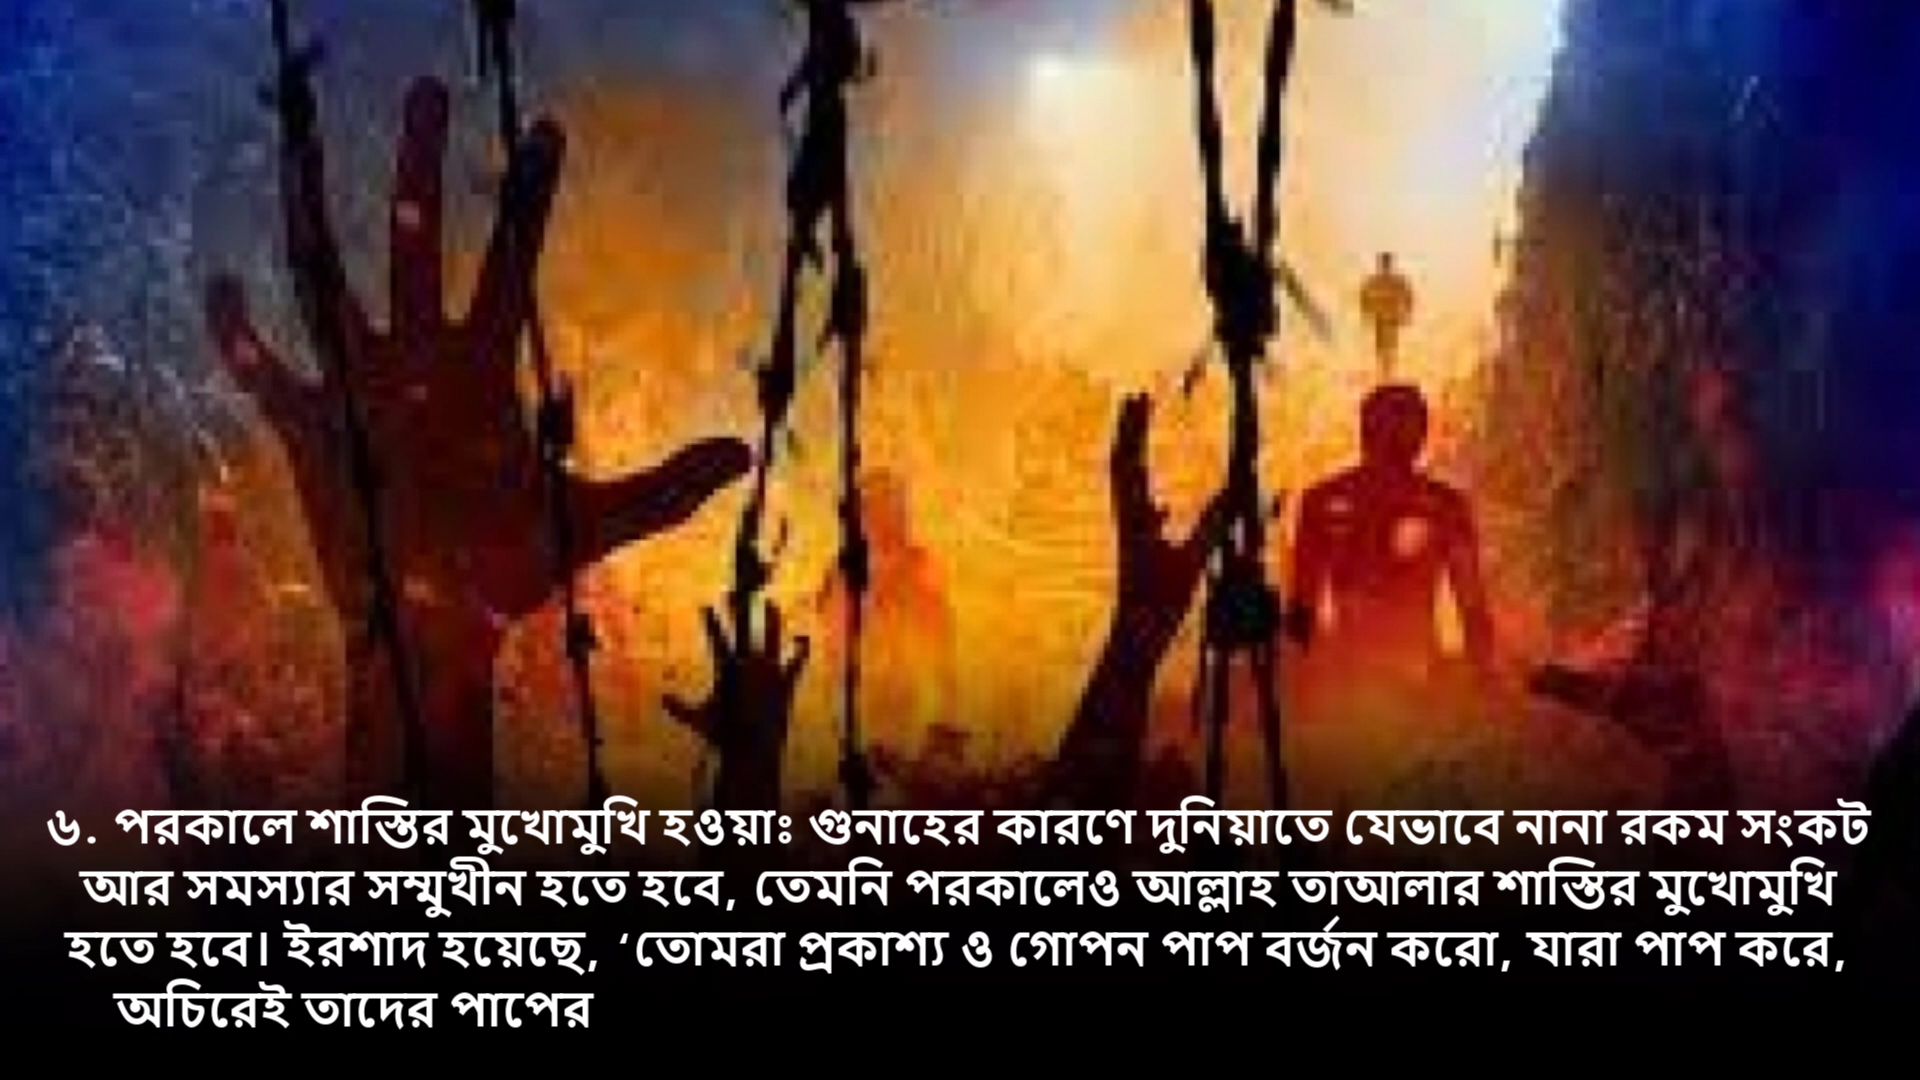 ৬. পরকালে শাস্তির মুখোমুখি হওয়াঃ গুনাহের কারণে দুনিয়াতে যেভাবে নানা রকম সংকট
আর সমস্যার সম্মুখীন হতে হবে, তেমনি পরকালেও আল্লাহ তাআলার শাস্তির মুখোমুখি
হতে হবে। ইরশাদ হয়েছে, ‘তোমরা প্রকাশ্য ও গোপন পাপ বর্জন করো, যারা পাপ করে,
অচিরেই তাদের পাপের